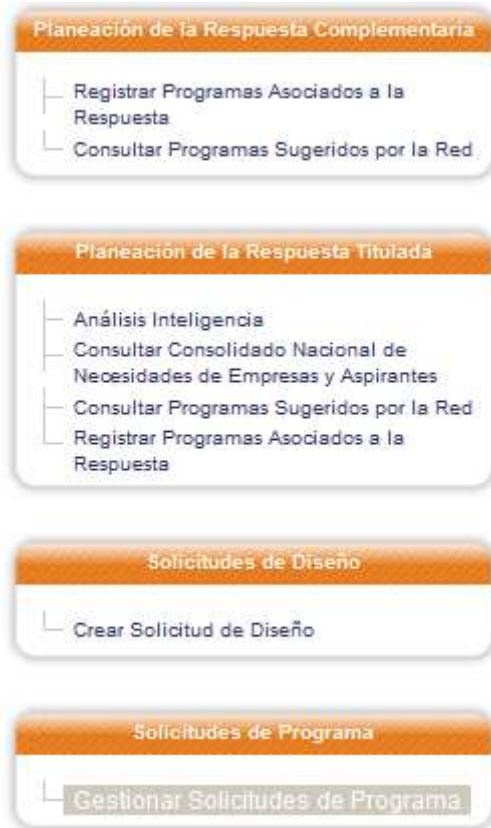 Planeación de la Respuesta Complementaria
Registrar Programas Asociados a la
Respuesta
Consultar Programas Sugeridos por la Red
Planeación de la Respuesta Titulada
Análisis Inteligencia
Consultar Consolidado Nacional de
Necesidades de Empresas y Aspirantes
Consultar Programas Sugeridos por la Red
Registrar Programas Asociados a la
Respuesta
Solicitudes de Diseño
Crear Solicitud de Diseño
Solicitudes de Programa
Gestionar Solicitudes de Programa